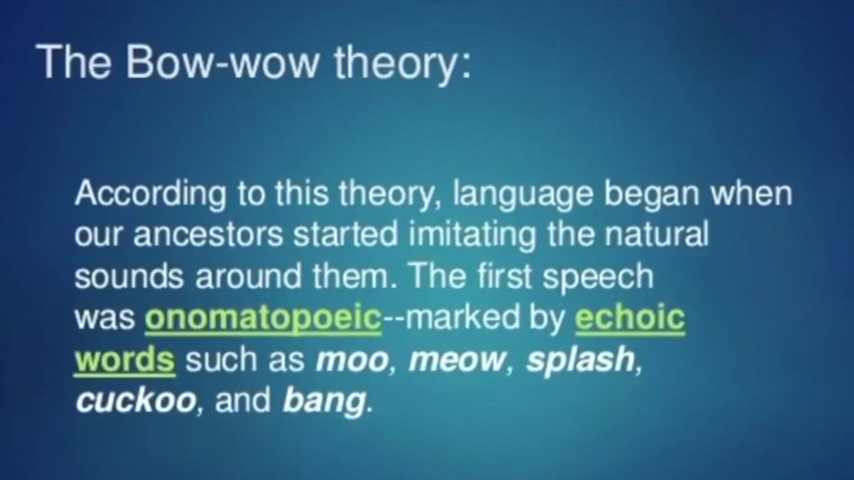 The Bow-wow theory:
According to this theory, language began when
our ancestors started imitating the natural
sounds around them. The first speech
was onomatopoeic--marked by echoic
words such as moo, meow, splash,
cuckoo, and bang.